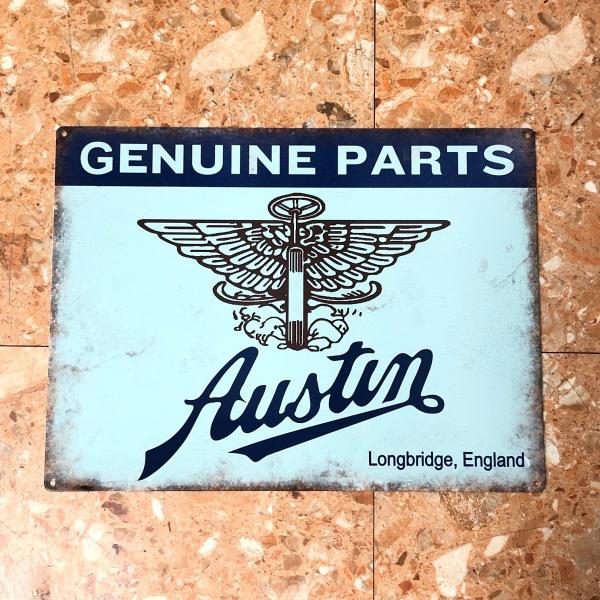 GENUINE PARTS
Austin
Longbridge, England